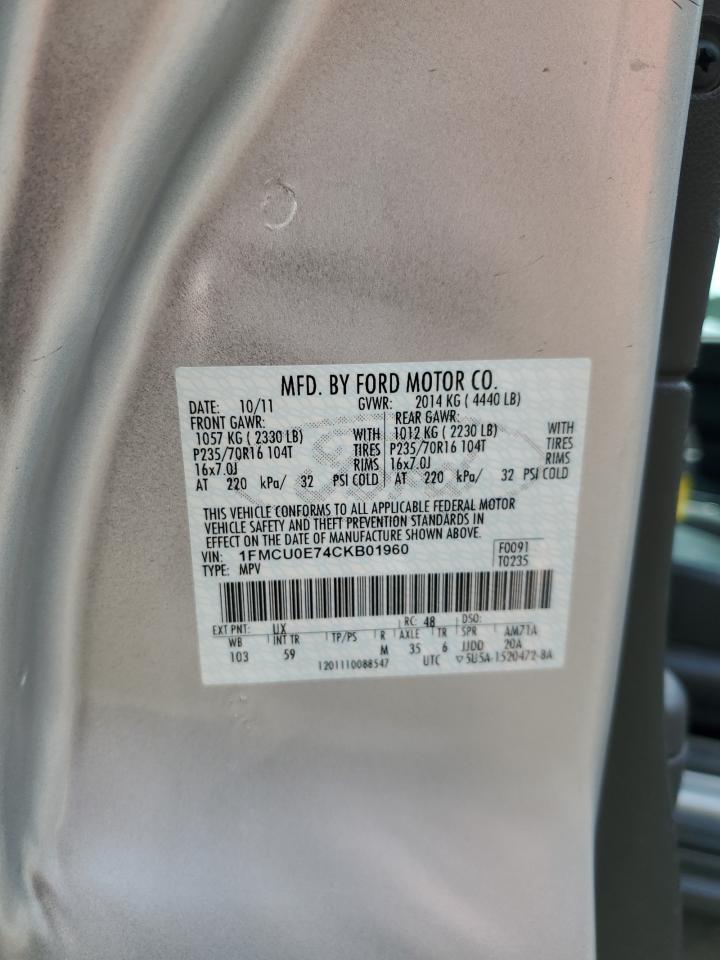 MFD. BY FORD MOTOR CO.
DATE: 10/11 GVWR: 2014 KG ( 4440 LB)
FRONT GAWR: REAR GAWR:
1057 KG ( 2330 LB) WITH 1012 KG ( 2230 LB) WITH
P235/70R16 104T TIRES P235/70R16 104T TIRES
16x7.0J RIMS 16x7.0J RIMS
AT 220 kPa/ 32 PSI COLD AT 220 kPa/ 32 PSI COLD
THIS VEHICLE CONFORMS TO ALL APPLICABLE FEDERAL MOTOR
VEHICLE SAFETY AND THEFT PREVENTION STANDARDS IN
EFFECT ON THE DATE OF MANUFACTURE SHOWN ABOVE.
VIN: 1FMCU0E74CKB01960 F0091
TYPE: MPV T0235
EXT PNT: UX RC: 48 DSO:
WB INT TR TP/PS R AXLE TR SPR AM71A
103 59 M 35 6 JJDD 20A
1201110088547 UTC ▽5U5A-1520472-BA